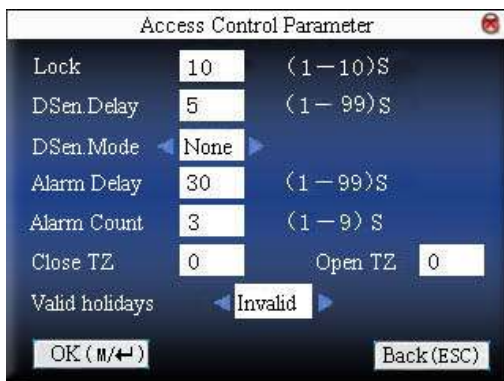 Access Control Parameter
Lock 10 (1—10)S
DSen.Delay 5 (1— 99)S
DSen.Mode None
Alarm Delay 30 (1—99)S
Alarm Count 3 (1—9) S
Close TZ 0 Open TZ 0
Valid holidays Invalid
OK (M/↵) Back (ESC)